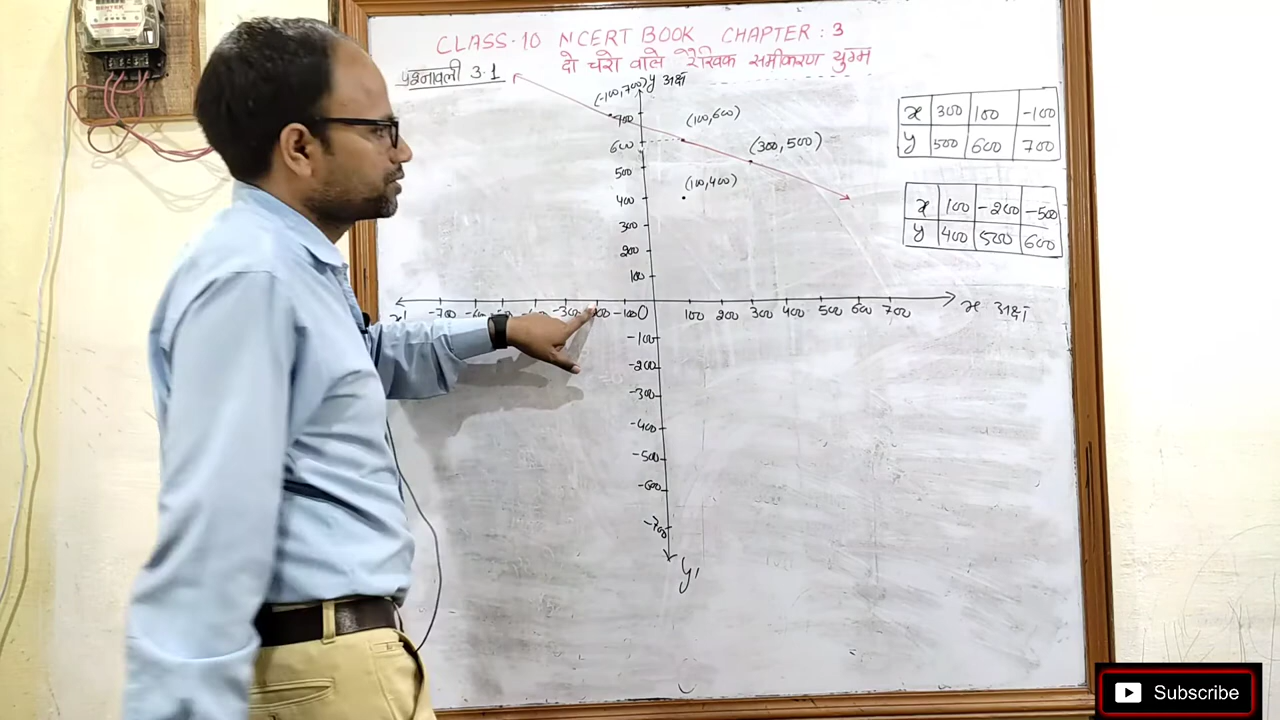 CLASS-10 NCERT BOOK CHAPTER : 3
दो चरो वाले रैखिक समीकरण युग्म
प्रश्नावली 3.1
y अक्ष
(-100,700)
(100,600)
(300,500)
(100,400)
x 300 100 -100
y 500 600 700
x 100 -200 -500
y 400 500 600
700
600
500
400
300
200
100
x' -700 -300 -100 0 100 200 300 400 500 600 700 x अक्ष
-100
-200
-300
-400
-500
-600
-700
y'
Subscribe